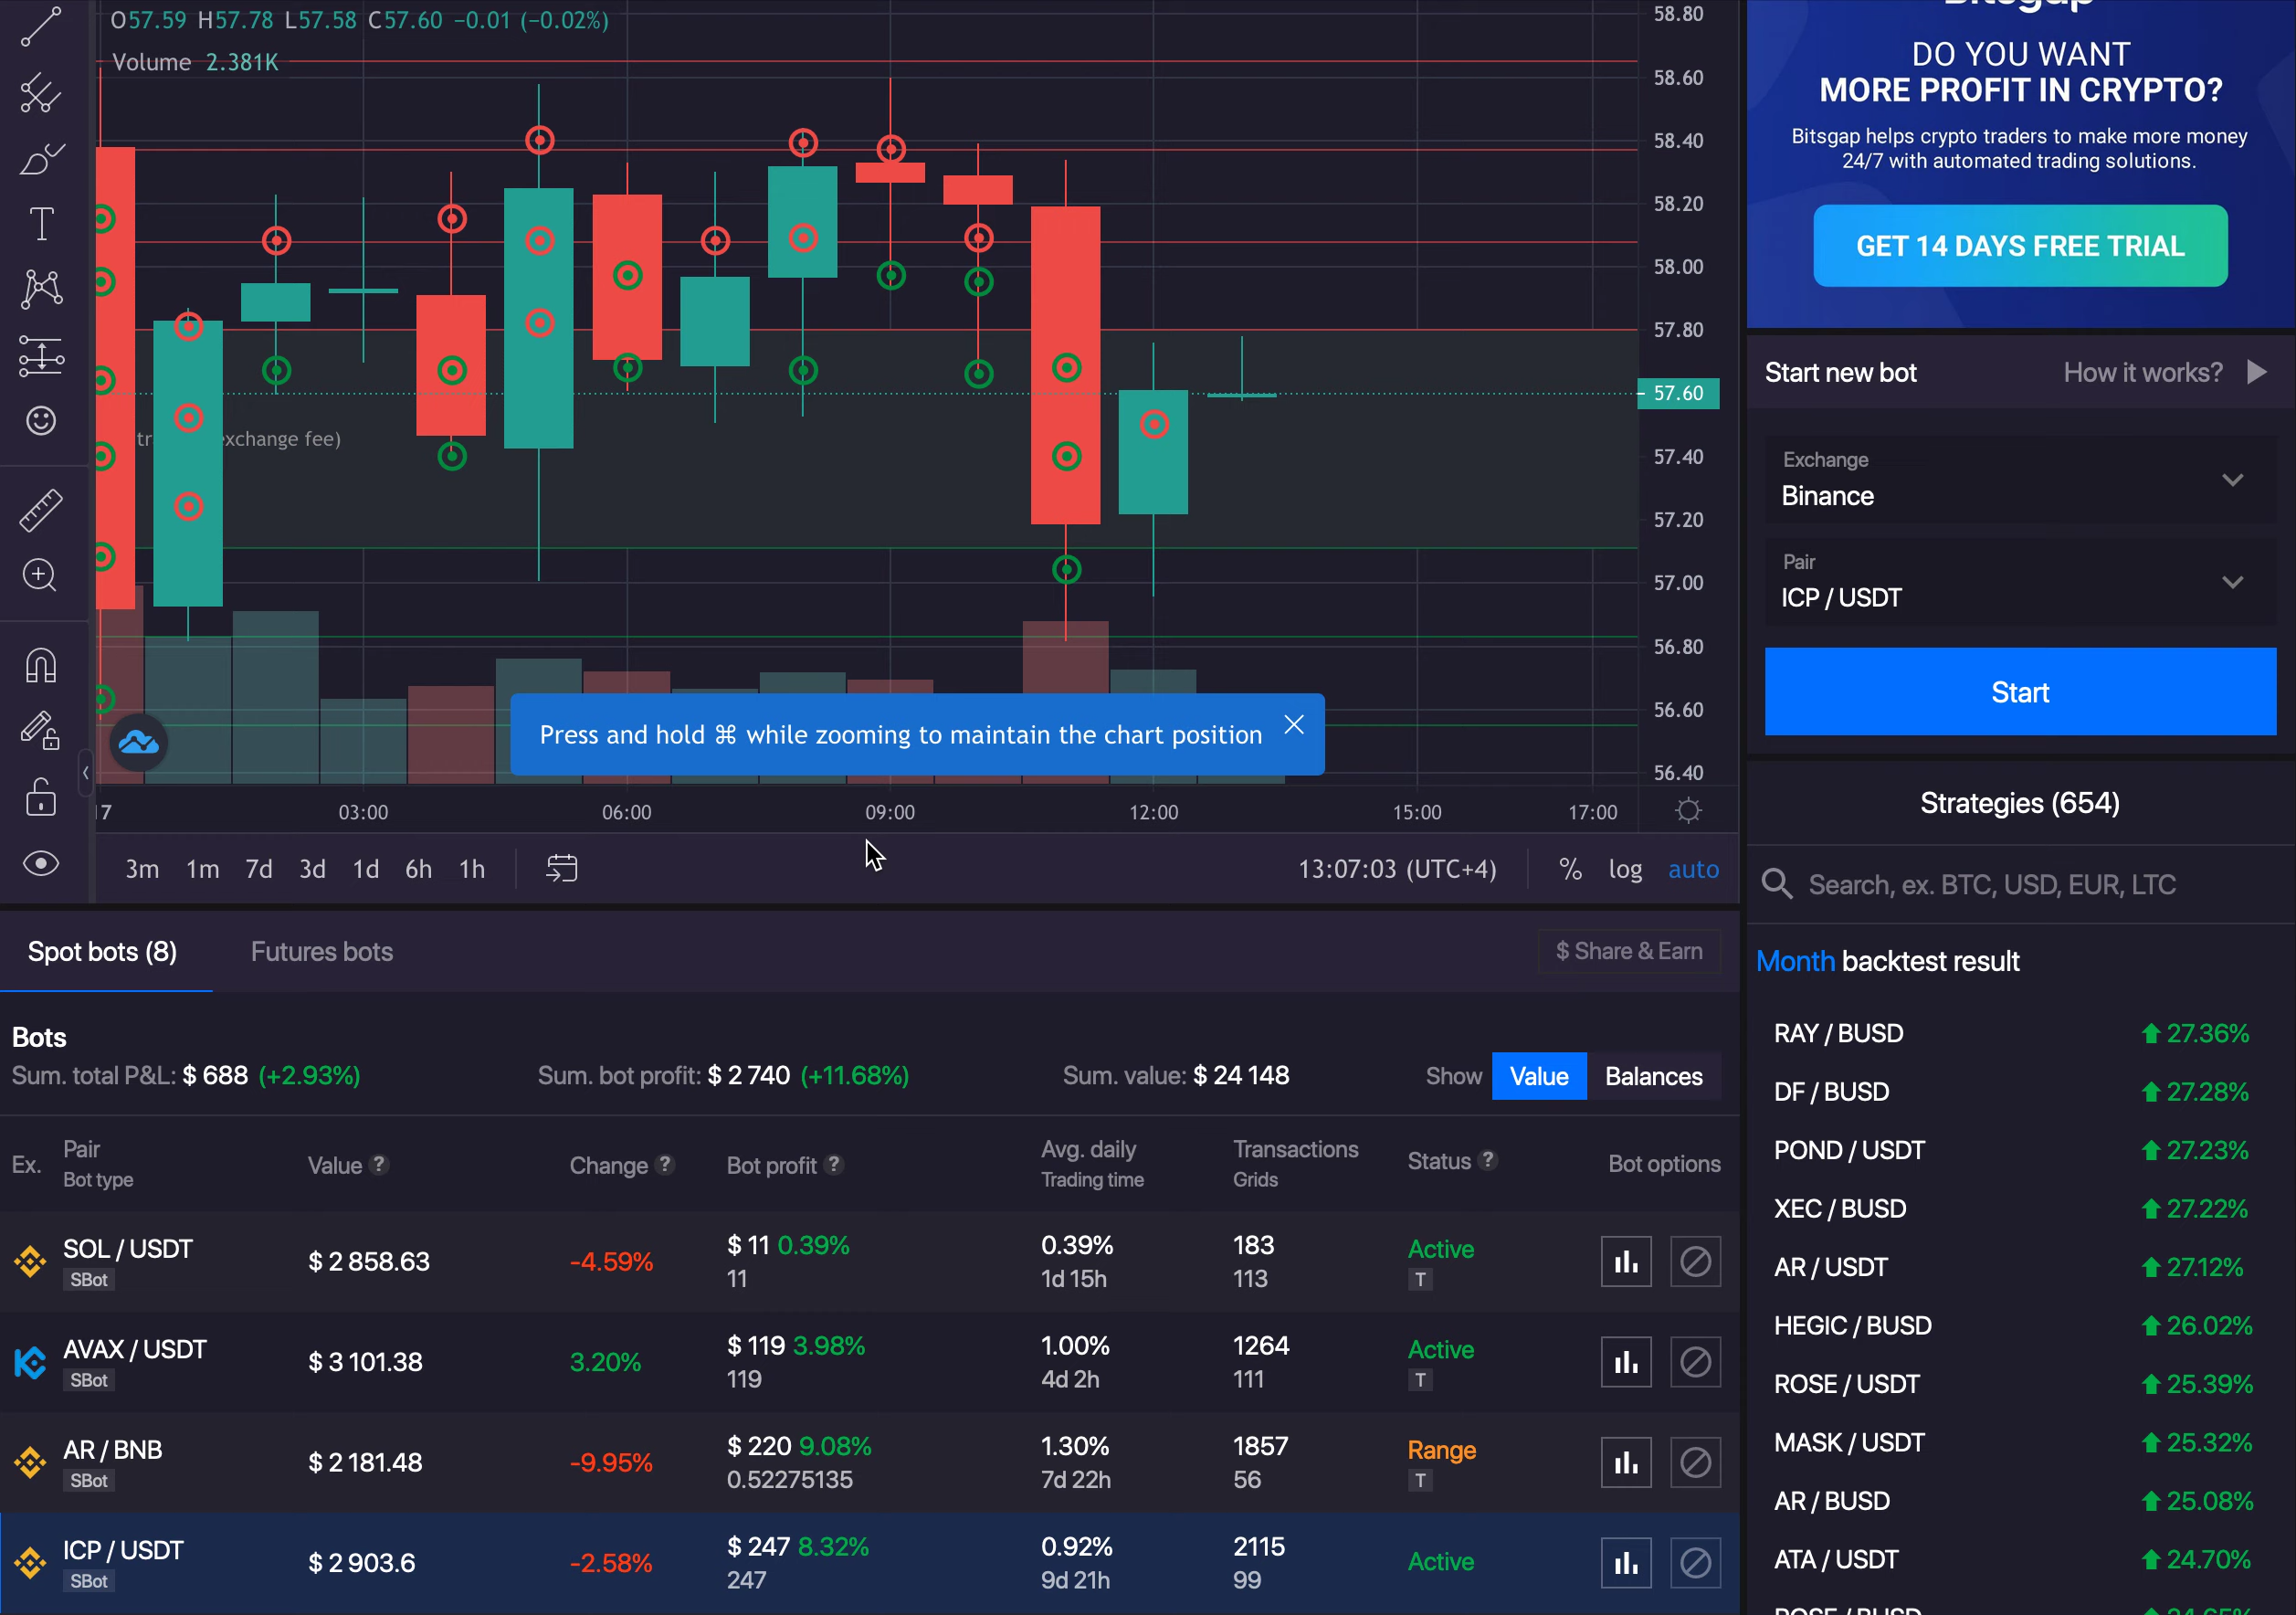 O57.59 H57.78 L57.58 C57.60 −0.01 (−0.02%)
Volume 2.381K
58.80
58.60
58.40
58.20
58.00
57.80
57.60
57.40
57.20
57.00
56.80
56.60
56.40
xchange fee)
Press and hold ⌘ while zooming to maintain the chart position
17 03:00 06:00 09:00 12:00 15:00 17:00
3m 1m 7d 3d 1d 6h 1h
13:07:03 (UTC+4) % log auto
Spot bots (8) Futures bots $ Share & Earn
Bots
Sum. total P&L: $ 688 (+2.93%) Sum. bot profit: $ 2 740 (+11.68%) Sum. value: $ 24 148 Show Value Balances
Ex. Pair Value ? Change ? Bot profit ? Avg. daily Transactions Status ? Bot options
Bot type Trading time Grids
SOL / USDT $ 2 858.63 -4.59% $ 11 0.39% 0.39% 183 Active
SBot 11 1d 15h 113 T
AVAX / USDT $ 3 101.38 3.20% $ 119 3.98% 1.00% 1264 Active
SBot 119 4d 2h 111 T
AR / BNB $ 2 181.48 -9.95% $ 220 9.08% 1.30% 1857 Range
SBot 0.52275135 7d 22h 56 T
ICP / USDT $ 2 903.6 -2.58% $ 247 8.32% 0.92% 2115 Active
SBot 247 9d 21h 99
Bitsgap
DO YOU WANT
MORE PROFIT IN CRYPTO?
Bitsgap helps crypto traders to make more money
24/7 with automated trading solutions.
GET 14 DAYS FREE TRIAL
Start new bot How it works?
Exchange
Binance
Pair
ICP / USDT
Start
Strategies (654)
Search, ex. BTC, USD, EUR, LTC
Month backtest result
RAY / BUSD 27.36%
DF / BUSD 27.28%
POND / USDT 27.23%
XEC / BUSD 27.22%
AR / USDT 27.12%
HEGIC / BUSD 26.02%
ROSE / USDT 25.39%
MASK / USDT 25.32%
AR / BUSD 25.08%
ATA / USDT 24.70%